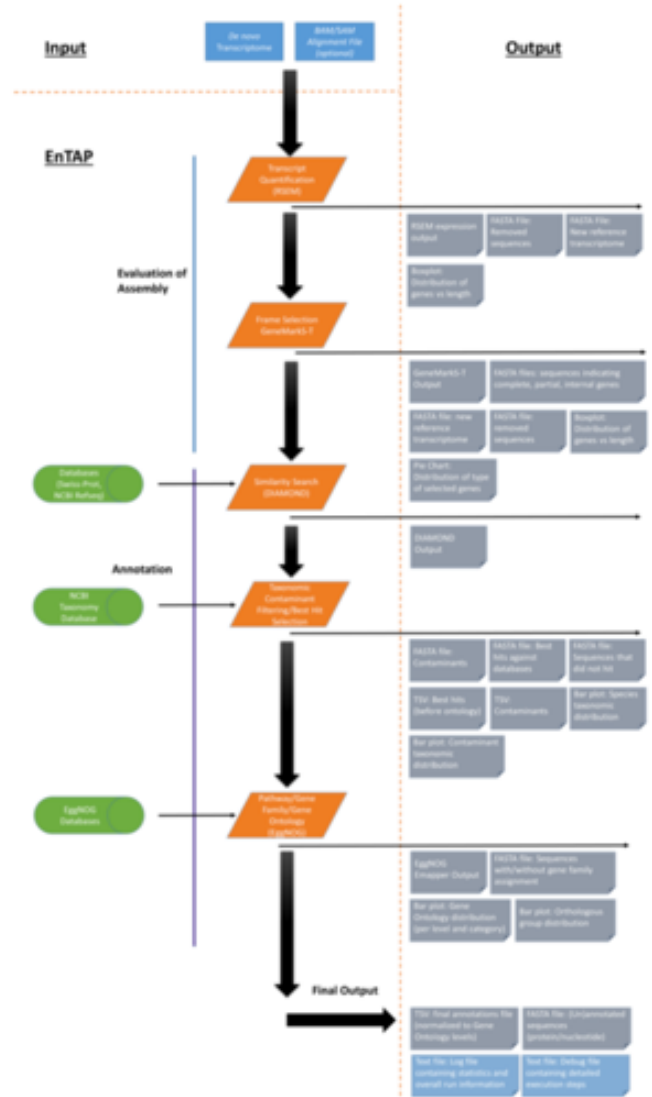 Input
De novo
Transcriptome
BAM/SAM
Alignment File
(optional)
Output
EnTAP
Transcript
Quantification
(RSEM)
RSEM expression
output
FASTA File:
Removed
sequences
FASTA File:
New reference
transcriptome
Boxplot:
Distribution of
genes vs length
Evaluation of
Assembly
Frame Selection
GeneMarkS-T
GeneMarkS-T
Output
FASTA files: sequences indicating
complete, partial, internal genes
FASTA file: new
reference
transcriptome
FASTA file:
removed
sequences
Boxplot:
Distribution of
genes vs length
Pie Chart:
Distribution of type
of selected genes
Databases
(Swiss-Prot,
NCBI Refseq)
Similarity Search
(DIAMOND)
DIAMOND
Output
Annotation
NCBI
Taxonomy
Database
Taxonomic
Contaminant
Filtering/Best Hit
Selection
FASTA file:
Contaminants
FASTA file: Best
hits against
databases
FASTA file:
Sequences that
did not hit
TSV: Best hits
(before ontology)
TSV:
Contaminants
Bar plot: Species
taxonomic
distribution
Bar plot: Contaminant
taxonomic
distribution
EggNOG
Databases
Pathway/Gene
Family/Gene
Ontology
(EggNOG)
EggNOG
Emapper Output
FASTA file: Sequences
with/without gene family
assignment
Bar plot: Gene
Ontology distribution
(per level and category)
Bar plot: Orthologous
group distribution
Final Output
TSV: final annotations file
(normalized to Gene
Ontology levels)
FASTA file: (Un)annotated
sequences
(protein/nucleotide)
Text file: Log file
containing statistics and
overall run information
Text file: Debug file
containing detailed
execution steps